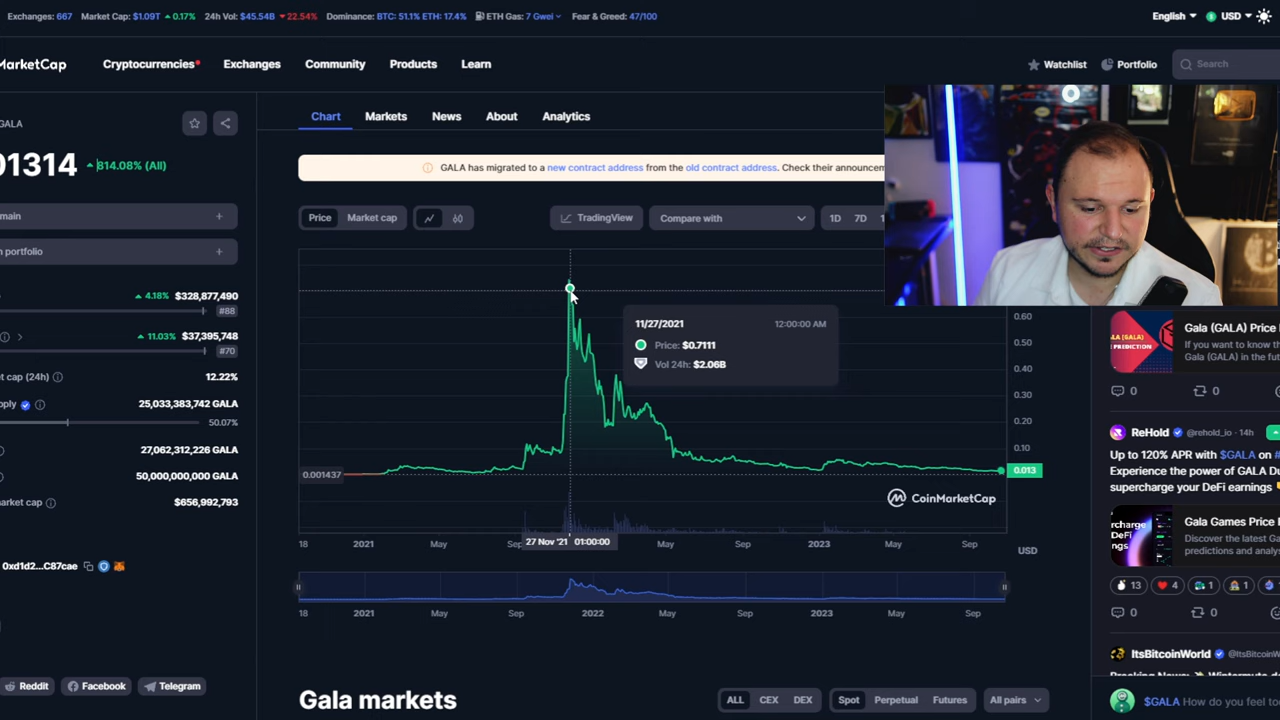 Exchanges: 667 Market Cap: $1.09T 0.17% 24h Vol: $45.54B 22.54% Dominance: BTC: 51.1% ETH: 17.4% ETH Gas: 7 Gwei Fear & Greed: 47/100 English USD
MarketCap Cryptocurrencies Exchanges Community Products Learn Watchlist Portfolio Search
GALA
01314 814.08% (All)
Chart Markets News About Analytics
GALA has migrated to a new contract address from the old contract address. Check their announcen
main +
n portfolio +
Price Market cap TradingView Compare with 1D 7D
4.18% $328,877,490
#88
11.03% $37,395,748
#70
et cap (24h) 12.22%
pply 25,033,383,742 GALA
50.07%
27,062,312,226 GALA
50,000,000,000 GALA
market cap $656,992,793
0xd1d2...C87cae
Reddit Facebook Telegram
11/27/2021 12:00:00 AM
Price: $0.7111
Vol 24h: $2.06B
0.60
0.50
0.40
0.30
0.20
0.10
0.013
0.001437
CoinMarketCap
27 Nov '21 01:00:00
18 2021 May Sep May Sep 2023 May Sep USD
18 2021 May Sep 2022 May Sep 2023 May Sep
Gala markets
ALL CEX DEX Spot Perpetual Futures All pairs
(GALA)
PREDICTION
Gala (GALA) Price
If you want to know th
Gala (GALA) in the futu
0 0
ReHold @rehold_io · 14h
Up to 120% APR with $GALA on #
Experience the power of GALA Du
supercharge your DeFi earnings
Gala Games Price
Discover the latest Ga
predictions and analys
13 4 1 1
0 0
ItsBitcoinWorld @ItsBitcoinW
$GALA How do you feel to